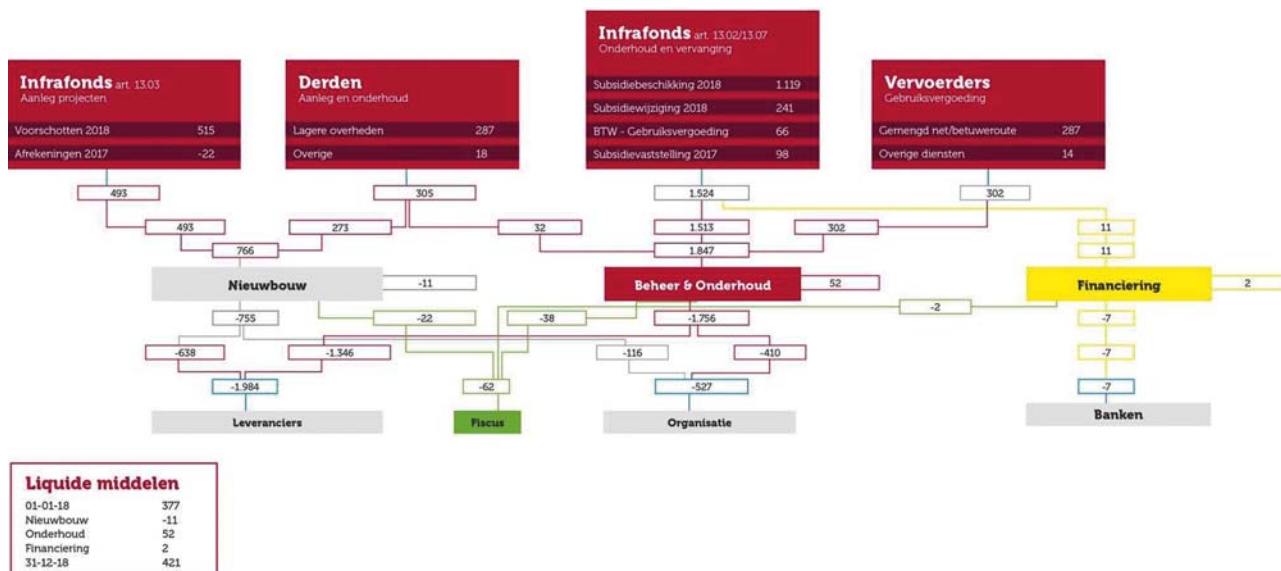 Infrafonds art. 13.03
Aanleg projecten
Voorschotten 2018 515
Afrekeningen 2017 -22
Derden
Aanleg en onderhoud
Lagere overheden 287
Overige 18
Infrafonds art. 13.02/13.07
Onderhoud en vervanging
Subsidiebeschikking 2018 1.119
Subsidiewijziging 2018 241
BTW - Gebruiksvergoeding 66
Subsidievaststelling 2017 98
Vervoerders
Gebruiksvergoeding
Gemengd net/betuweroute 287
Overige diensten 14
493 305 1.524 302
493 273 32 1.513 302 11
766 1.847 11
Nieuwbouw -11 Beheer & Onderhoud 52 Financiering 2
-2
-755 -22 -38 -1.756 -7
-638 -1.346 -116 -410 -7
-1.984 -62 -527 -7
Leveranciers Fiscus Organisatie Banken
Liquide middelen
01-01-18 377
Nieuwbouw -11
Onderhoud 52
Financiering 2
31-12-18 421